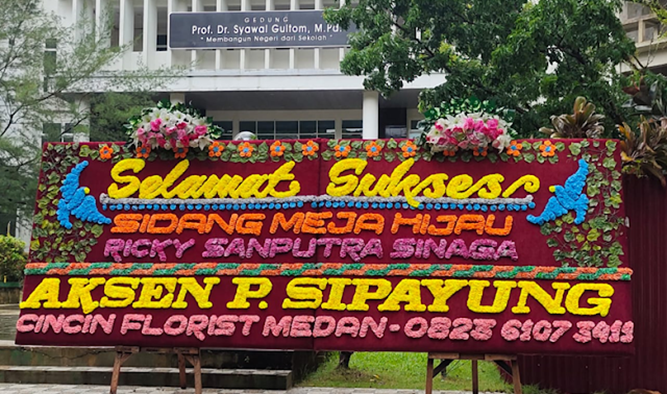 GEDUNG
Prof. Dr. Syawal Gultom, M.Pd.
"Membangun Negeri dari Sekolah"
Selamat Sukses
SIDANG MEJA HIJAU
RICKY SANPUTRA SINAGA
AKSEN P. SIPAYUNG
CINCIN FLORIST MEDAN - 0823 6107 3413